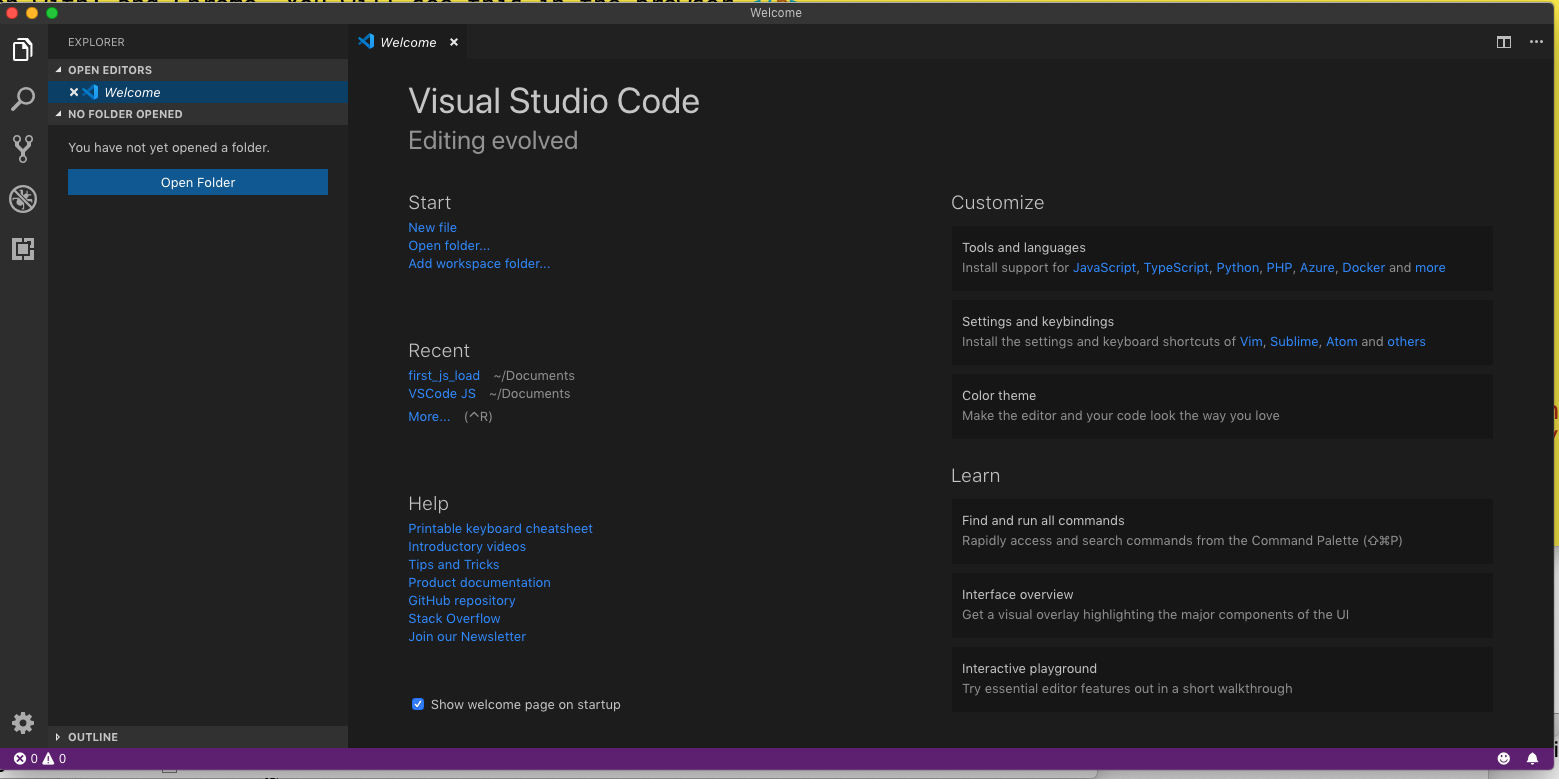 Welcome
EXPLORER
OPEN EDITORS
Welcome
NO FOLDER OPENED
You have not yet opened a folder.
Open Folder
OUTLINE
Welcome
Visual Studio Code
Editing evolved
Start
New file
Open folder...
Add workspace folder...
Recent
first_js_load ~/Documents
VSCode JS ~/Documents
More... (^R)
Help
Printable keyboard cheatsheet
Introductory videos
Tips and Tricks
Product documentation
GitHub repository
Stack Overflow
Join our Newsletter
Show welcome page on startup
Customize
Tools and languages
Install support for JavaScript, TypeScript, Python, PHP, Azure, Docker and more
Settings and keybindings
Install the settings and keyboard shortcuts of Vim, Sublime, Atom and others
Color theme
Make the editor and your code look the way you love
Learn
Find and run all commands
Rapidly access and search commands from the Command Palette (⇧⌘P)
Interface overview
Get a visual overlay highlighting the major components of the UI
Interactive playground
Try essential editor features out in a short walkthrough
0 0